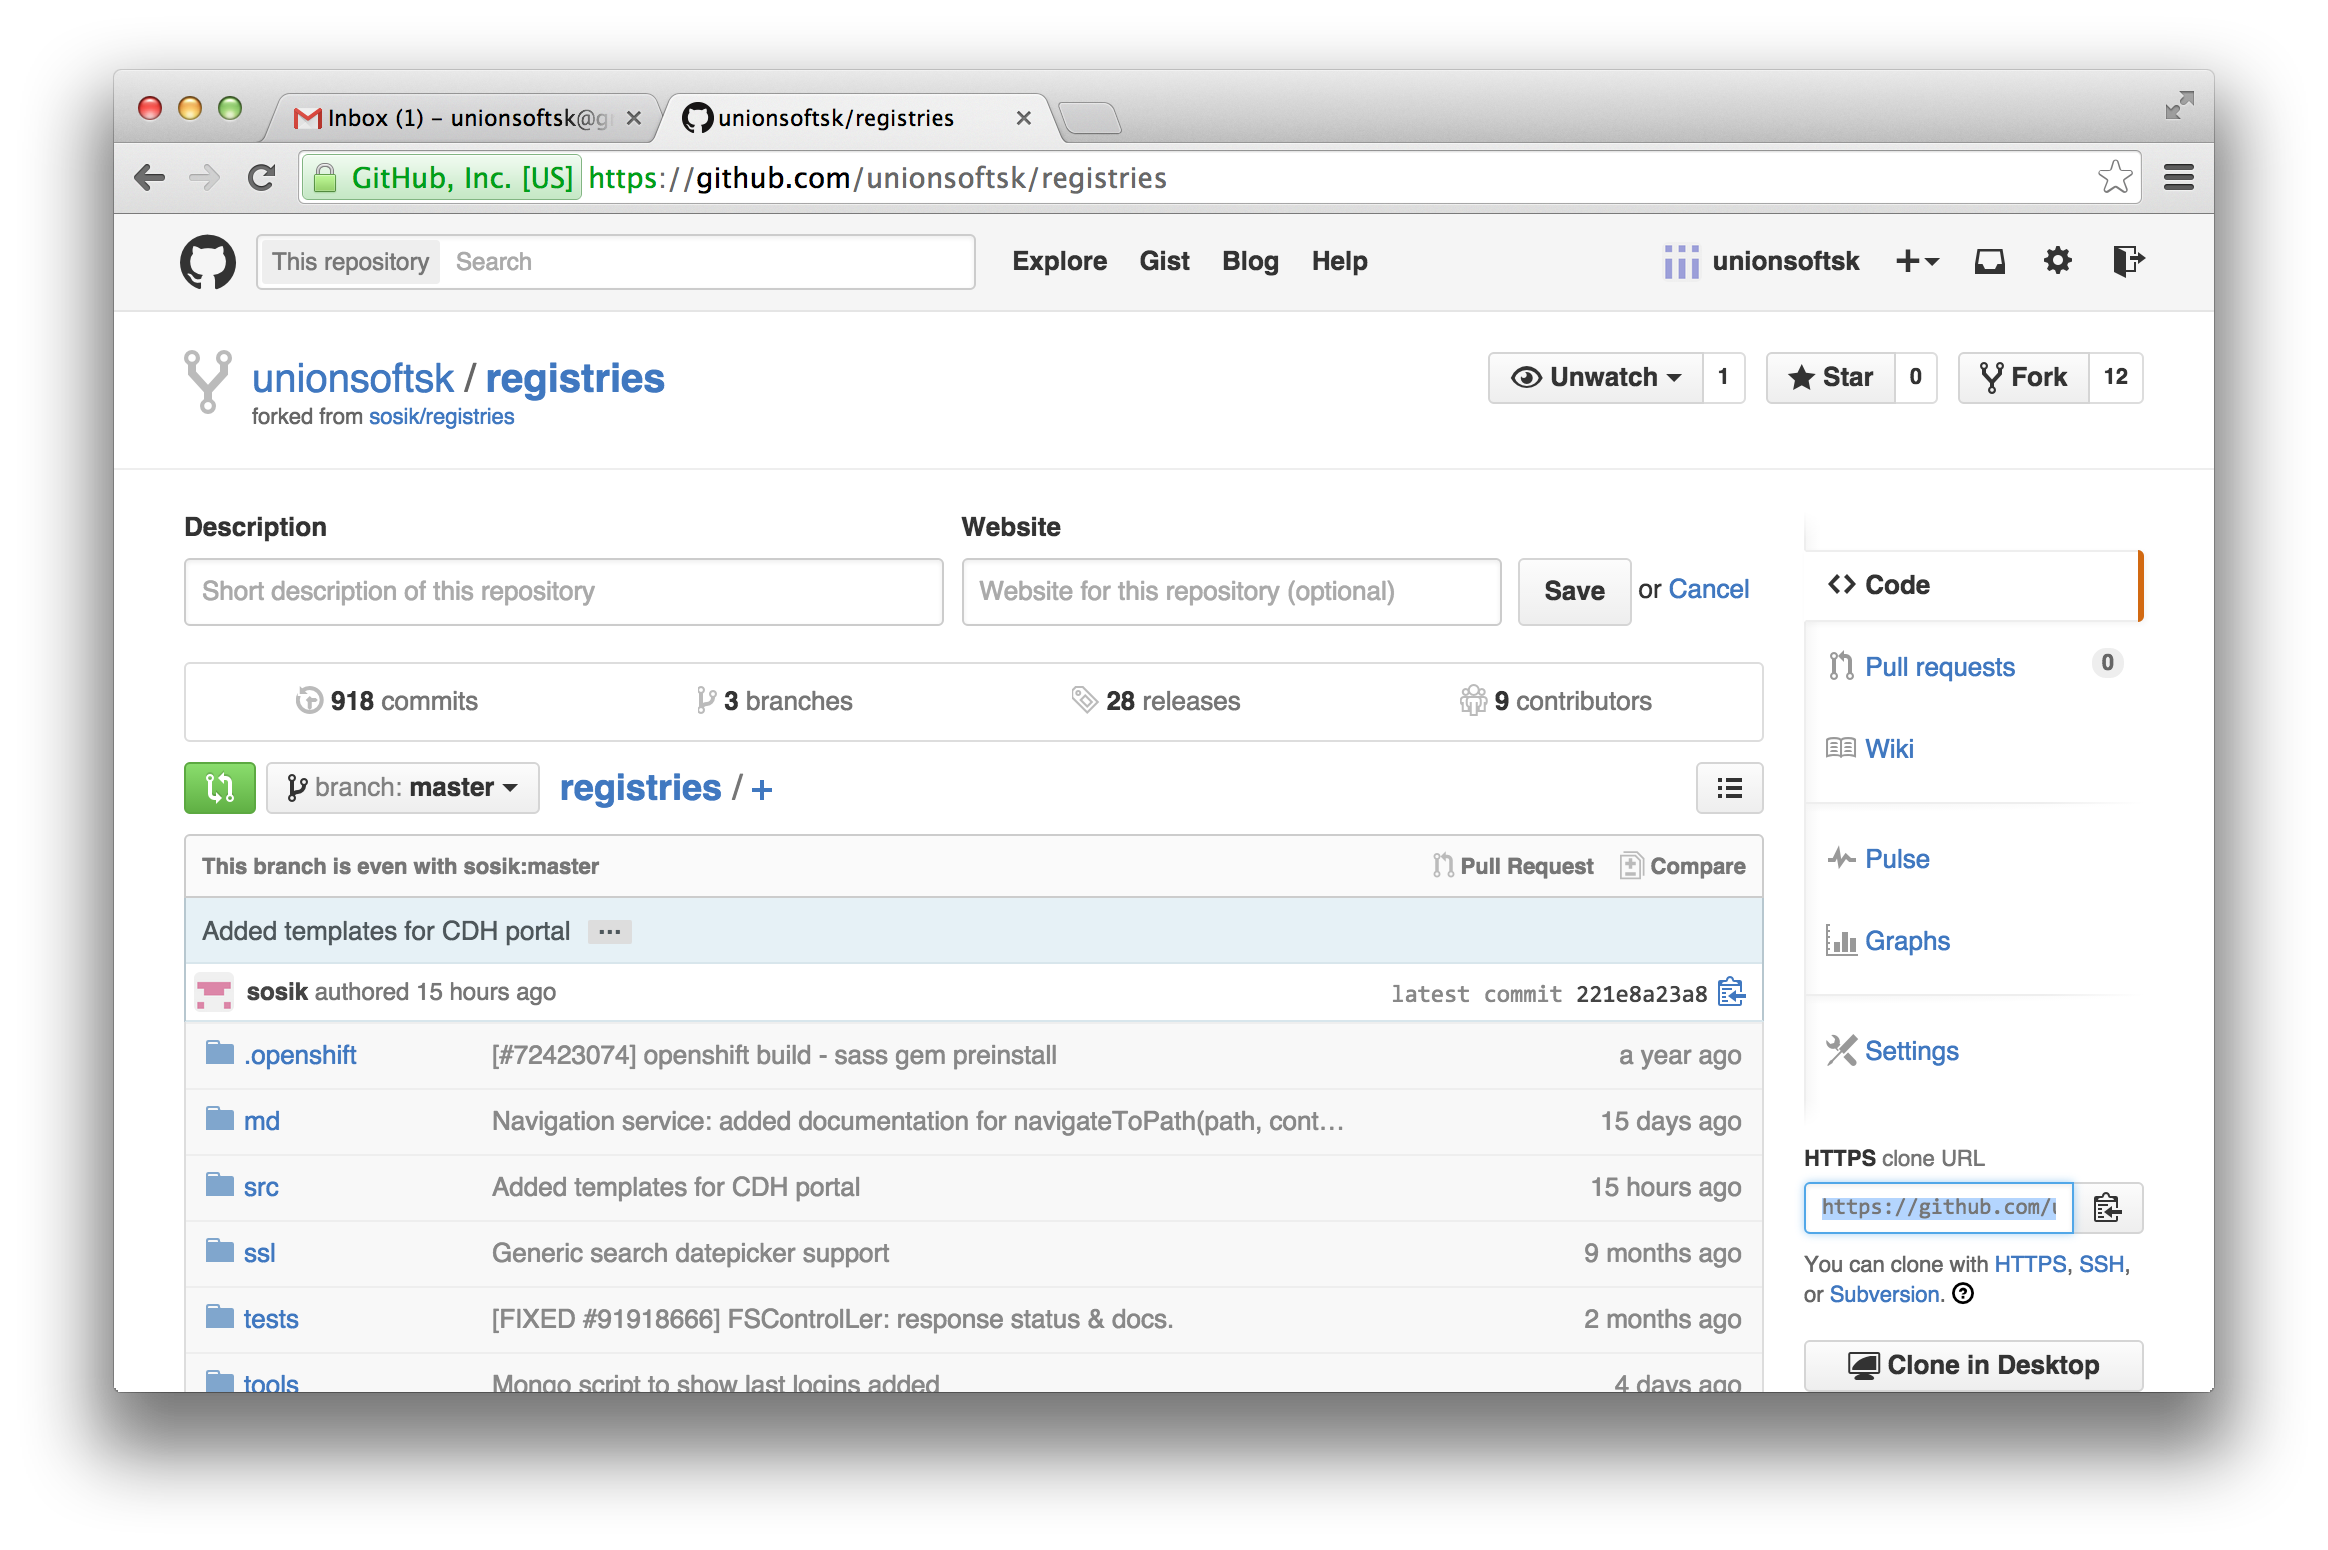 Inbox (1) – unionsoftsk@g
unionsoftsk/registries
GitHub, Inc. [US] https://github.com/unionsoftsk/registries
This repository Search
Explore Gist Blog Help
unionsoftsk
unionsoftsk / registries
forked from sosik/registries
Unwatch 1
Star 0
Fork 12
Description
Short description of this repository
Website
Website for this repository (optional)
Save or Cancel
918 commits
3 branches
28 releases
9 contributors
branch: master
registries / +
This branch is even with sosik:master
Pull Request
Compare
Added templates for CDH portal ...
sosik authored 15 hours ago
latest commit 221e8a23a8
.openshift [#72423074] openshift build - sass gem preinstall a year ago
md Navigation service: added documentation for navigateToPath(path, cont… 15 days ago
src Added templates for CDH portal 15 hours ago
ssl Generic search datepicker support 9 months ago
tests [FIXED #91918666] FSControlLer: response status & docs. 2 months ago
tools Mongo script to show last logins added 4 days ago
Code
Pull requests 0
Wiki
Pulse
Graphs
Settings
HTTPS clone URL
https://github.com/u
You can clone with HTTPS, SSH,
or Subversion.
Clone in Desktop